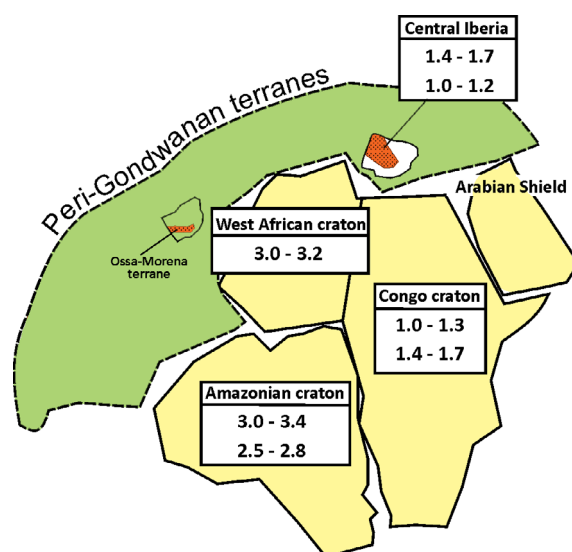 Central Iberia
1.4 - 1.7
1.0 - 1.2
Peri-Gondwanan terranes
Arabian Shield
Ossa-Morena
terrane
West African craton
3.0 - 3.2
Congo craton
1.0 - 1.3
1.4 - 1.7
Amazonian craton
3.0 - 3.4
2.5 - 2.8